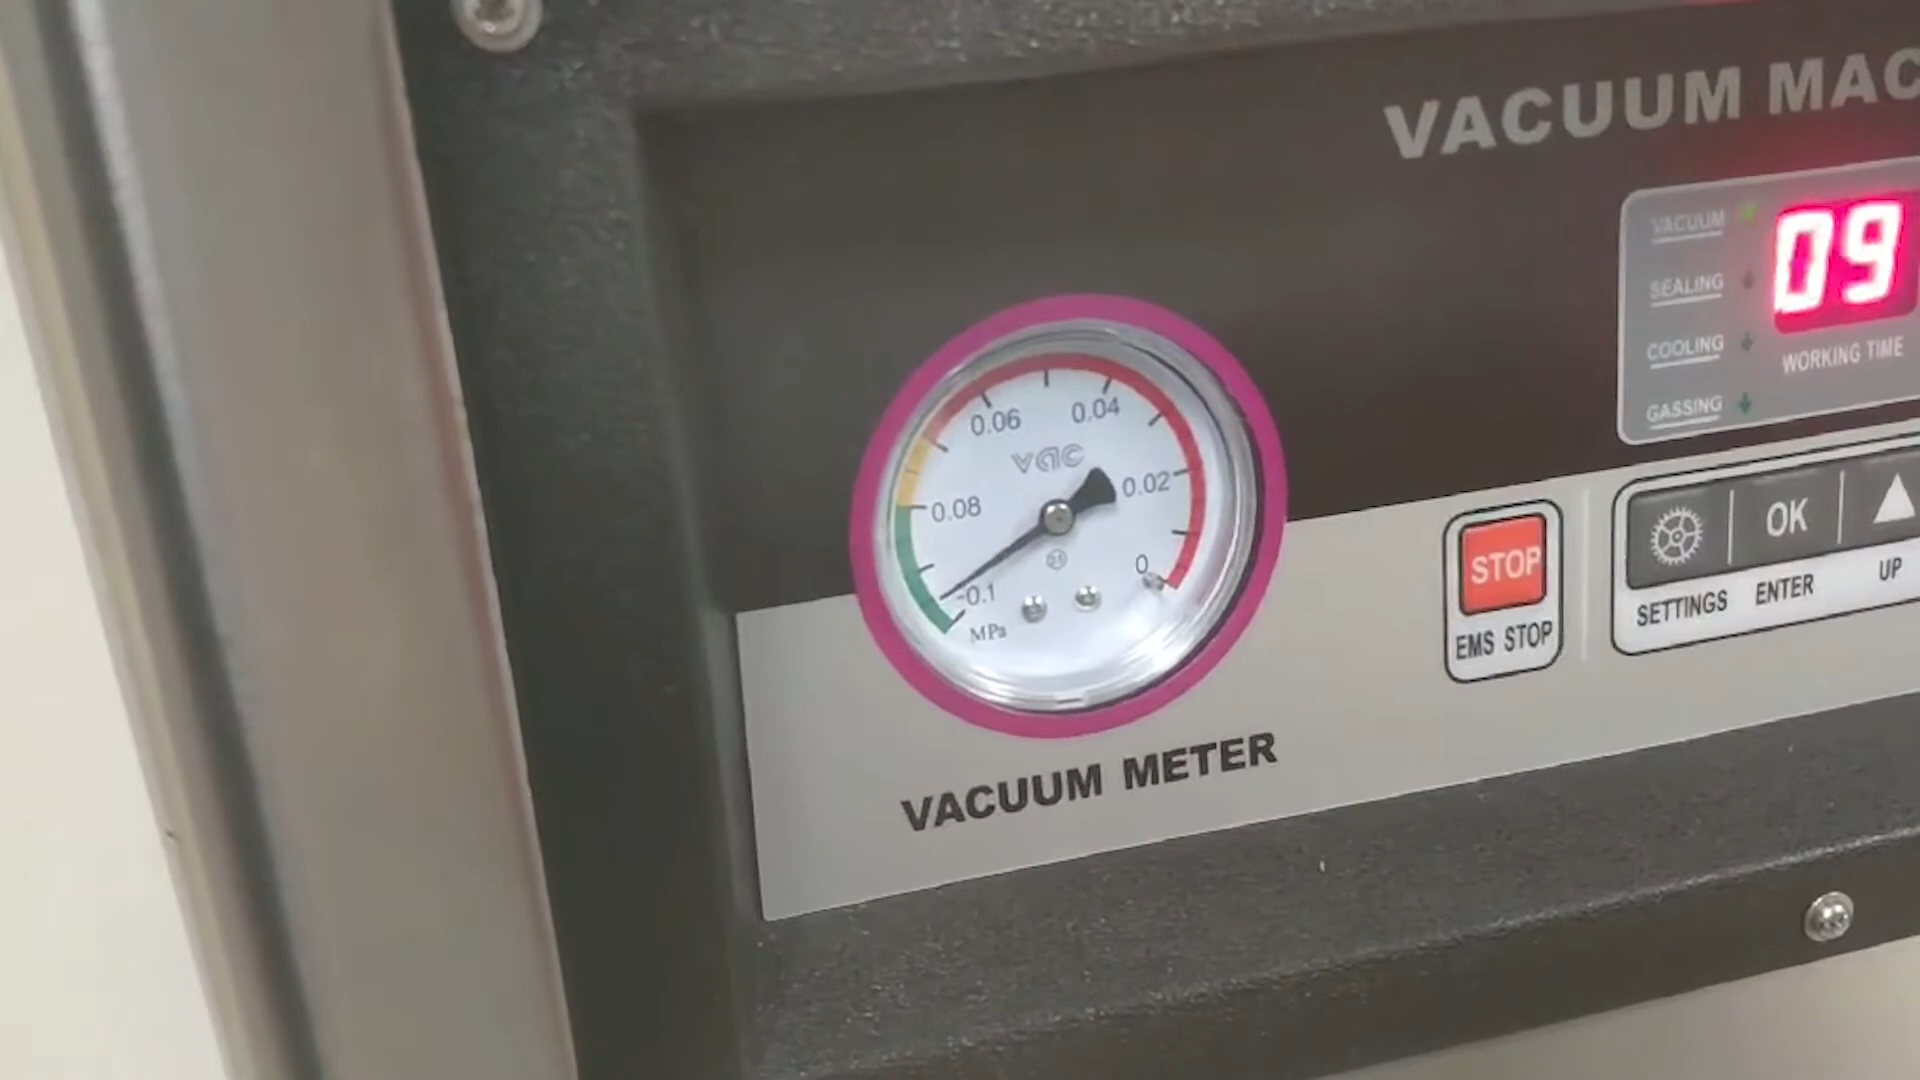 VACUUM MAC
VACUUM
09
SEALING
COOLING
WORKING TIME
GASSING
0.06
0.04
vac
0.08
0.02
-0.1
0
MPa
STOP
EMS STOP
OK
SETTINGS
ENTER
UP
VACUUM METER